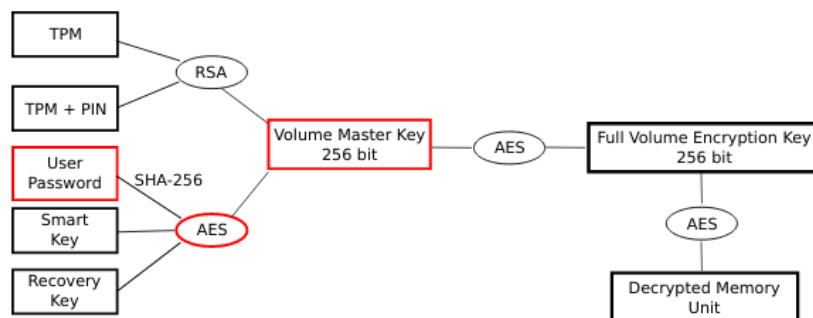 TPM
RSA
TPM + PIN
Volume Master Key
256 bit
AES
Full Volume Encryption Key
256 bit
User
Password
SHA-256
Smart
Key
AES
AES
Recovery
Key
Decrypted Memory
Unit